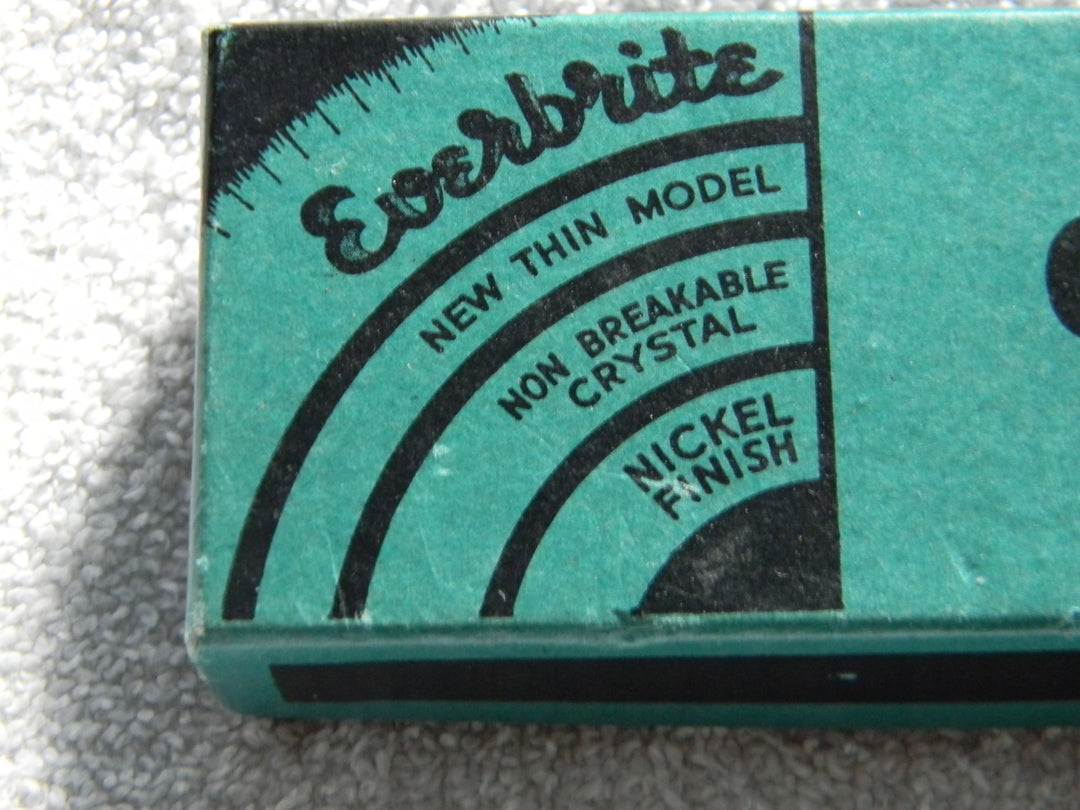 Everbrite
NEW THIN MODEL
NON BREAKABLE
CRYSTAL
NICKEL
FINISH